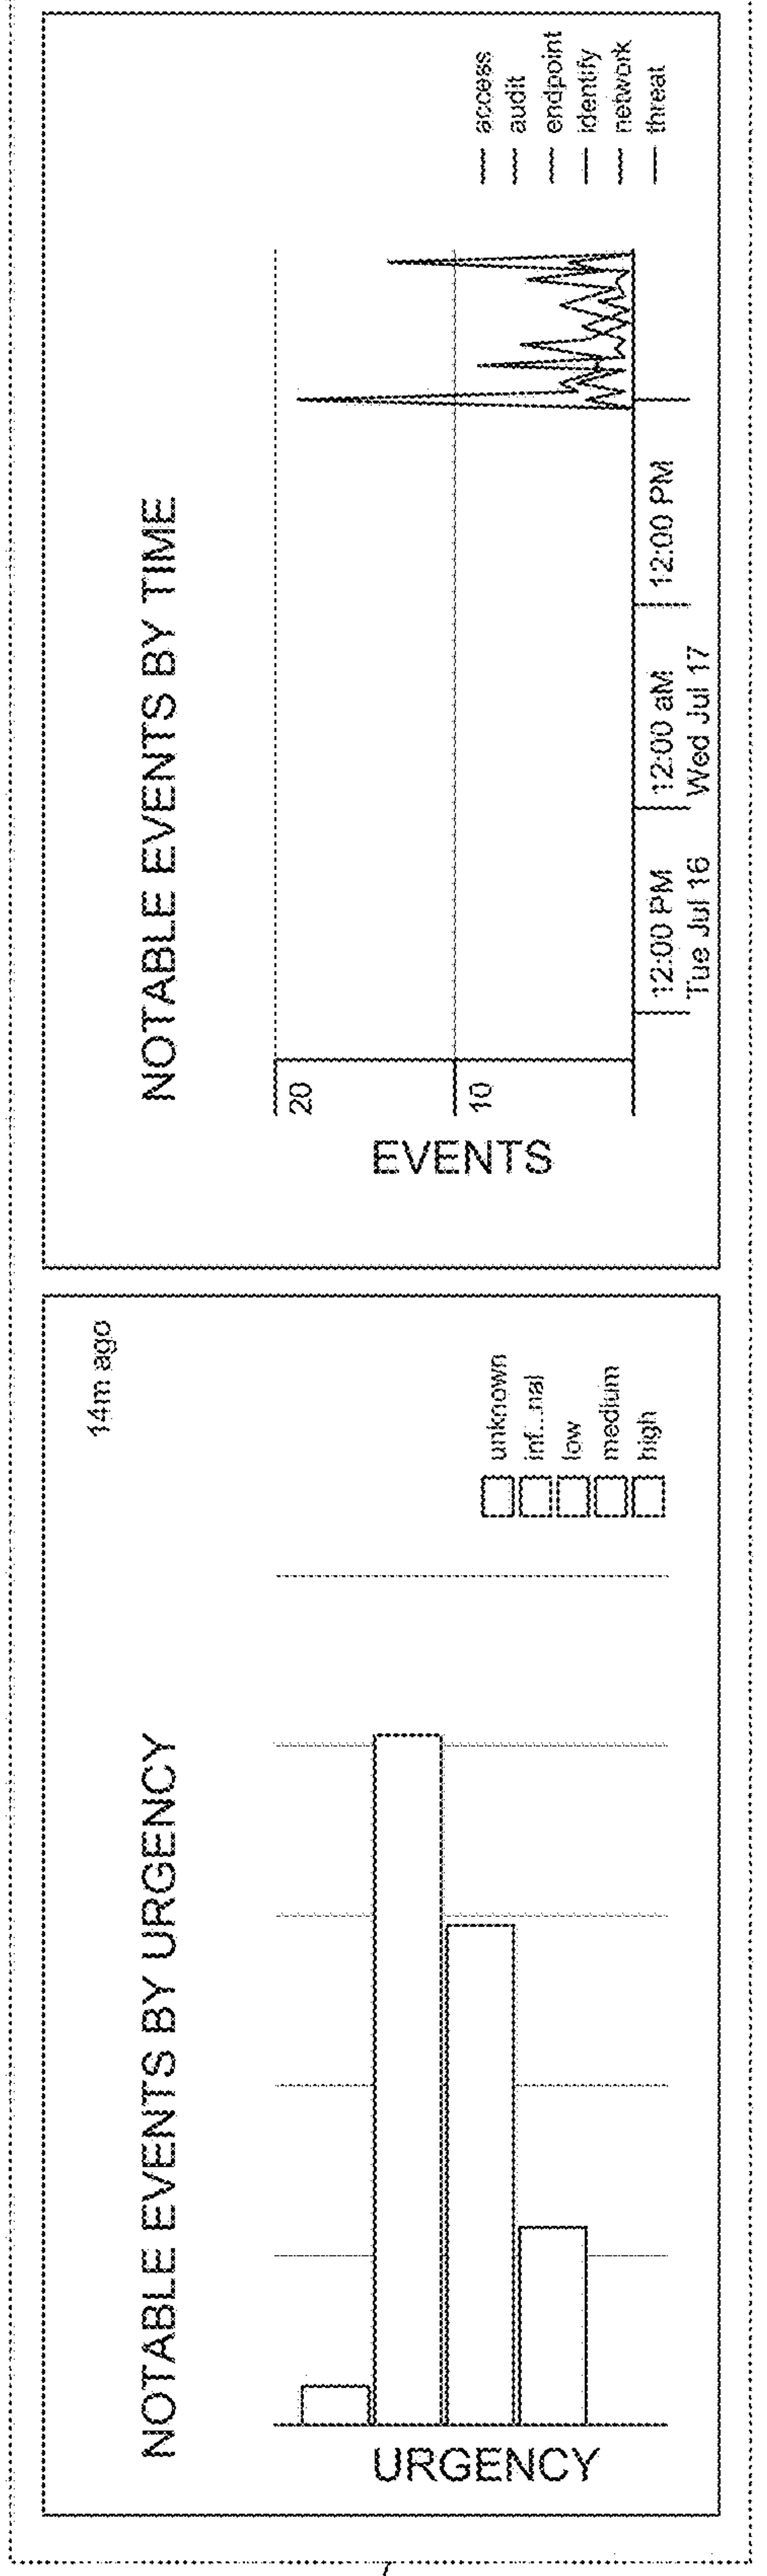 NOTABLE EVENTS BY URGENCY
14m ago
URGENCY
unknown
inf...nal
low
medium
high
NOTABLE EVENTS BY TIME
EVENTS
20
10
12:00 PM
Tue Jul 16
12:00 aM
Wed Jul 17
12:00 PM
access
audit
endpoint
identify
network
threat